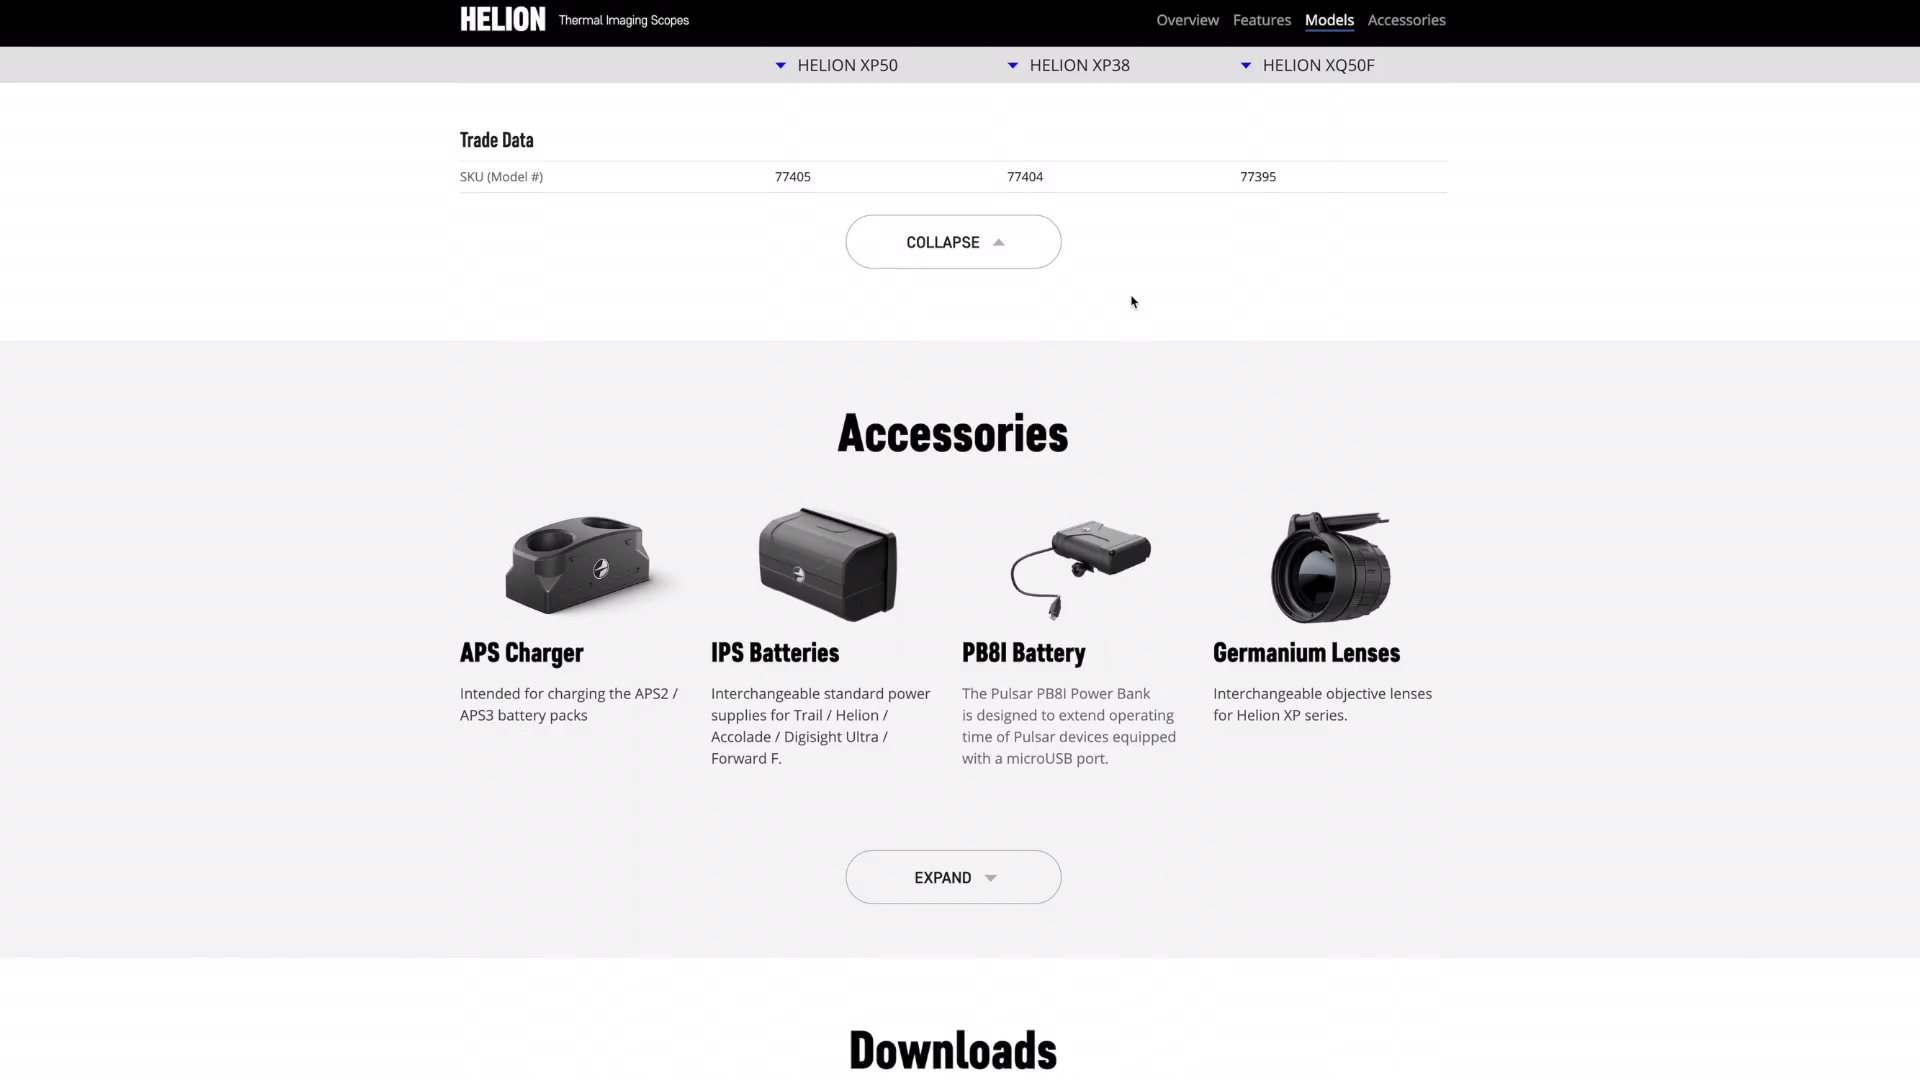 HELION Thermal Imaging Scopes Overview Features Models Accessories
HELION XP50 HELION XP38 HELION XQ50F
Trade Data
SKU (Model #) 77405 77404 77395
COLLAPSE
Accessories
APS Charger
Intended for charging the APS2 /
APS3 battery packs
IPS Batteries
Interchangeable standard power
supplies for Trail / Helion /
Accolade / Digisight Ultra /
Forward F.
PB8I Battery
The Pulsar PB8I Power Bank
is designed to extend operating
time of Pulsar devices equipped
with a microUSB port.
Germanium Lenses
Interchangeable objective lenses
for Helion XP series.
EXPAND
Downloads